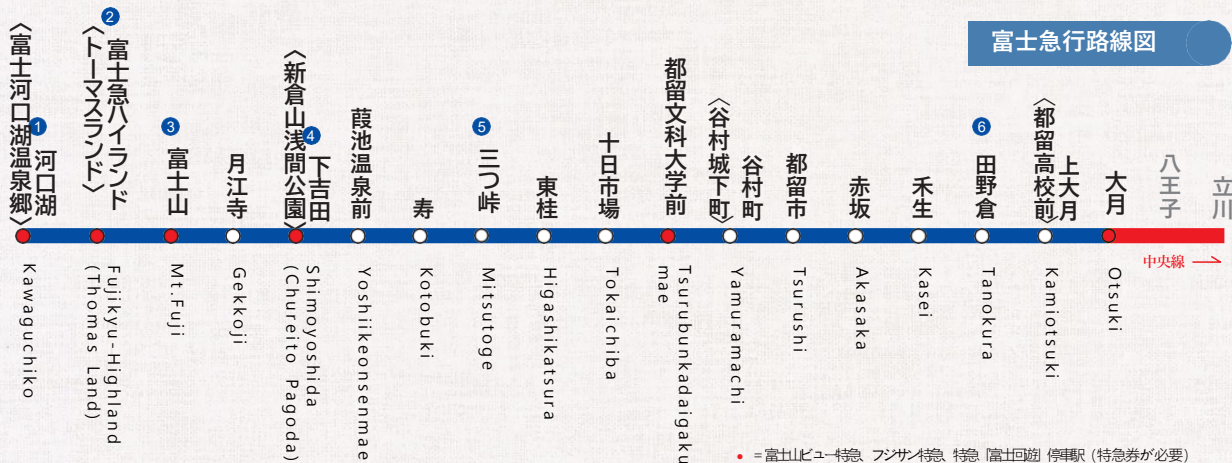 富士急行路線図
〈富士河口湖温泉郷〉
1
河口湖
2
〈トーマスランド〉
富士急ハイランド
3
富士山
月江寺
〈新倉山浅間公園〉
4
下吉田
葭池温泉前
寿
5
三つ峠
東桂
十日市場
都留文科大学前
〈谷村城下町〉
谷村町
都留市
赤坂
禾生
6
田野倉
〈都留高校前〉
上大月
大月
八王子
立川
中央線
Kawaguchiko
Fujikyu-Highland
(Thomas Land)
Mt.Fuji
Gekkoji
Shimoyoshida
(Chureito Pagoda)
Yoshiikeonsenmae
Kotobuki
Mitsutoge
Higashikatsura
Tokaichiba
Tsurubunkadaigaku
mae
Yamuramachi
Tsurushi
Akasaka
Kasei
Tanokura
Kamiotsuki
Otsuki
= 富士山ビュー特急、フジサン特急、特急「富士回遊」停車駅 (特急券が必要)